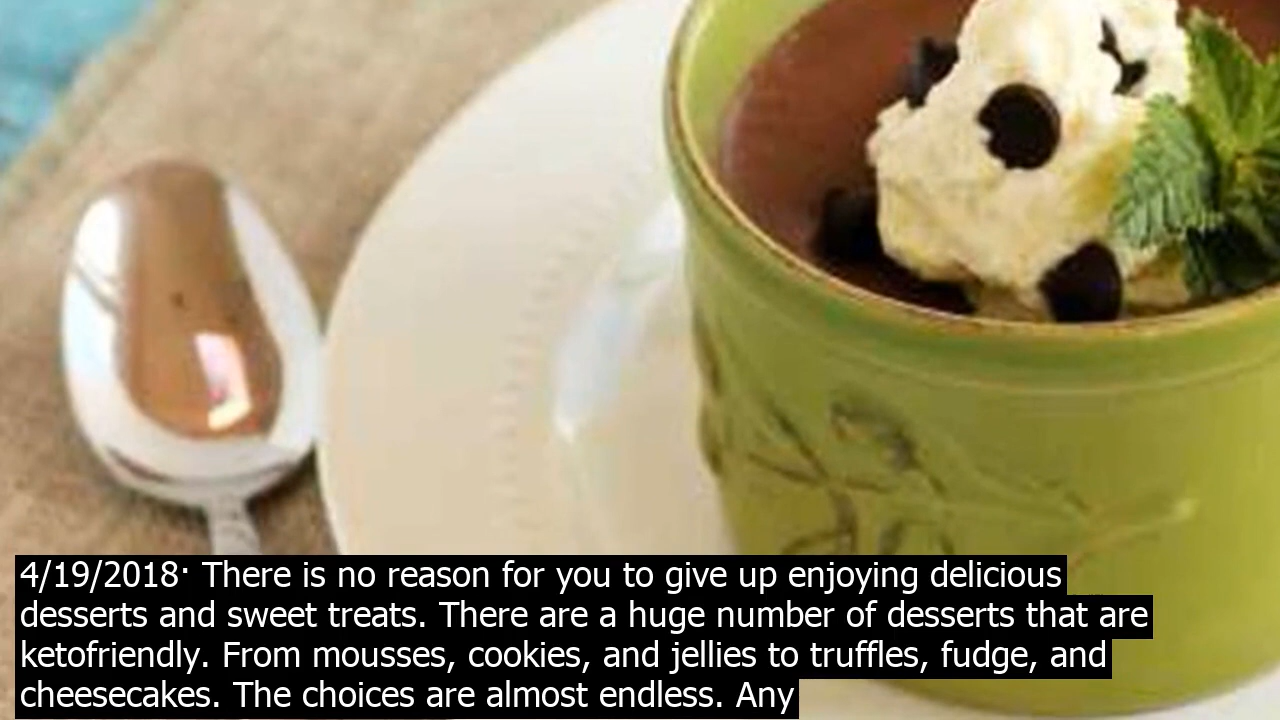 4/19/2018· There is no reason for you to give up enjoying delicious
desserts and sweet treats. There are a huge number of desserts that are
ketofriendly. From mousses, cookies, and jellies to truffles, fudge, and
cheesecakes. The choices are almost endless. Any